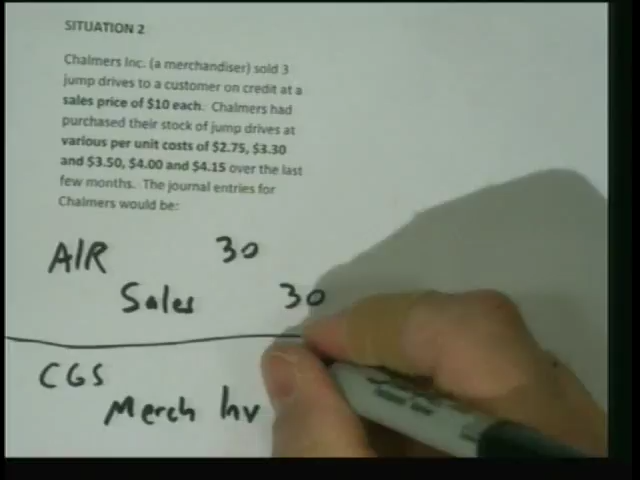 SITUATION 2
Chalmers Inc. (a merchandiser) sold 3
jump drives to a customer on credit at a
sales price of $10 each. Chalmers had
purchased their stock of jump drives at
various per unit costs of $2.75, $3.30
and $3.50, $4.00 and $4.15 over the last
few months. The journal entries for
Chalmers would be:
A/R 30
Sales 30
CGS
Merch Inv